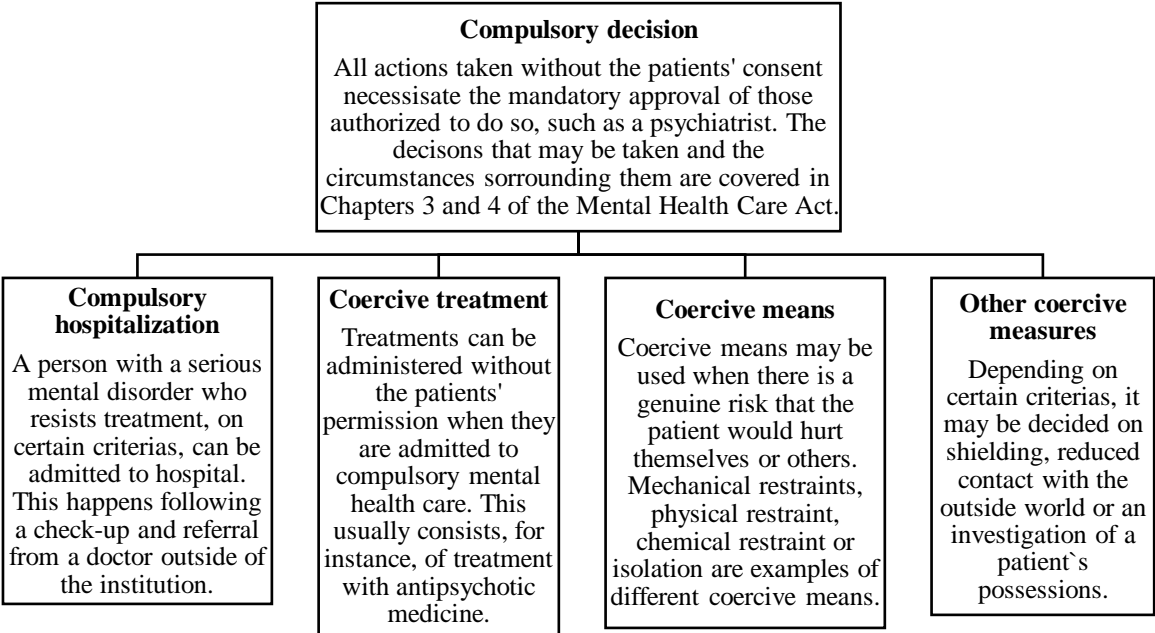 Compulsory decision
All actions taken without the patients' consent
necessisate the mandatory approval of those
authorized to do so, such as a psychiatrist. The
decisons that may be taken and the
circumstances sorrounding them are covered in
Chapters 3 and 4 of the Mental Health Care Act.
Compulsory
hospitalization
A person with a serious
mental disorder who
resists treatment, on
certain criterias, can be
admitted to hospital.
This happens following
a check-up and referral
from a doctor outside of
the institution.
Coercive treatment
Treatments can be
administered without
the patients'
permission when they
are admitted to
compulsory mental
health care. This
usually consists, for
instance, of treatment
with antipsychotic
medicine.
Coercive means
Coercive means may be
used when there is a
genuine risk that the
patient would hurt
themselves or others.
Mechanical restraints,
physical restraint,
chemical restraint or
isolation are examples of
different coercive means.
Other coercive
measures
Depending on
certain criterias, it
may be decided on
shielding, reduced
contact with the
outside world or an
investigation of a
patient`s
possessions.